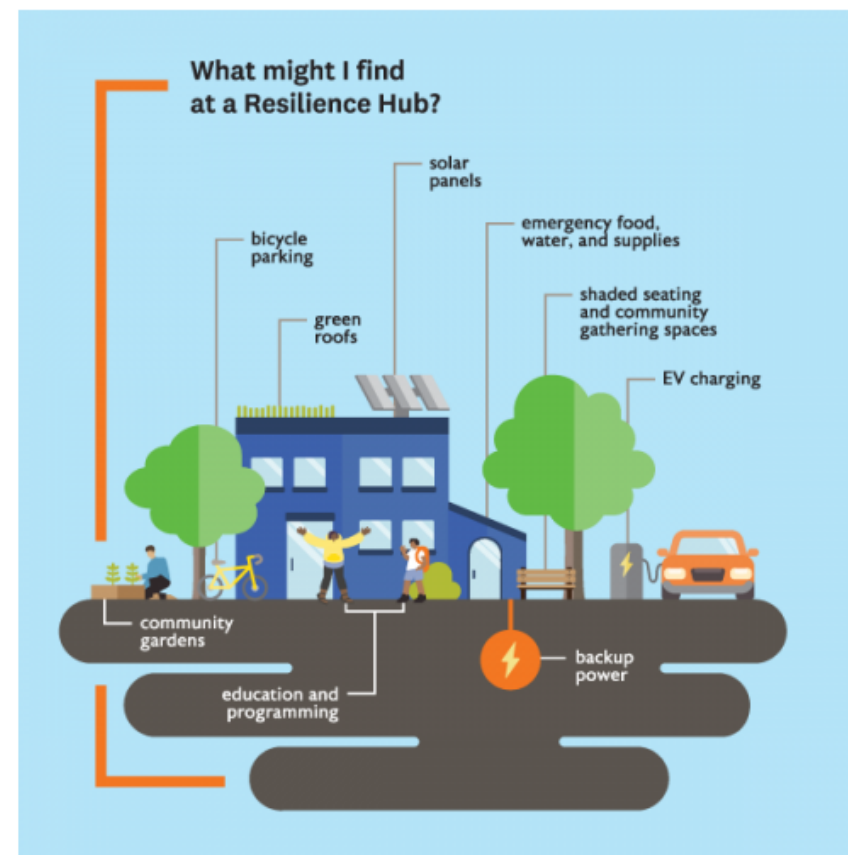 What might I find
at a Resilience Hub?
solar
panels
emergency food,
water, and supplies
bicycle
parking
shaded seating
and community
gathering spaces
green
roofs
EV charging
community
gardens
backup
power
education and
programming